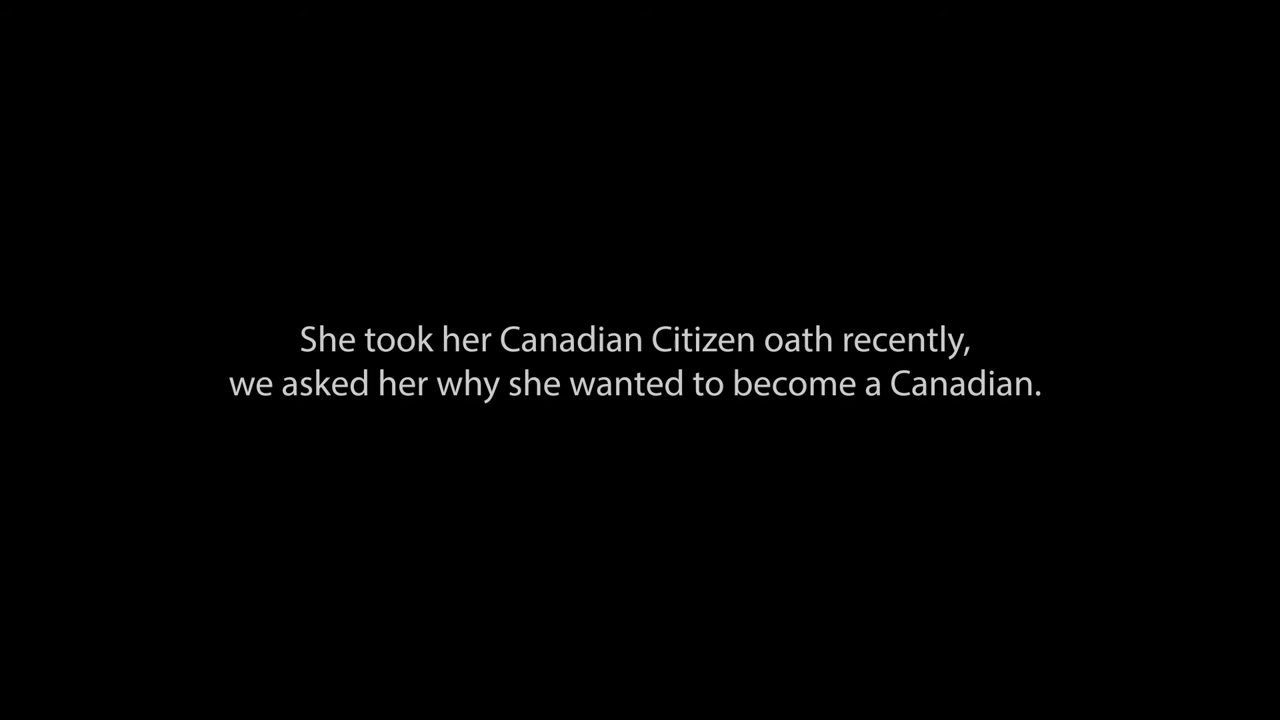 She took her Canadian Citizen oath recently,
we asked her why she wanted to become a Canadian.